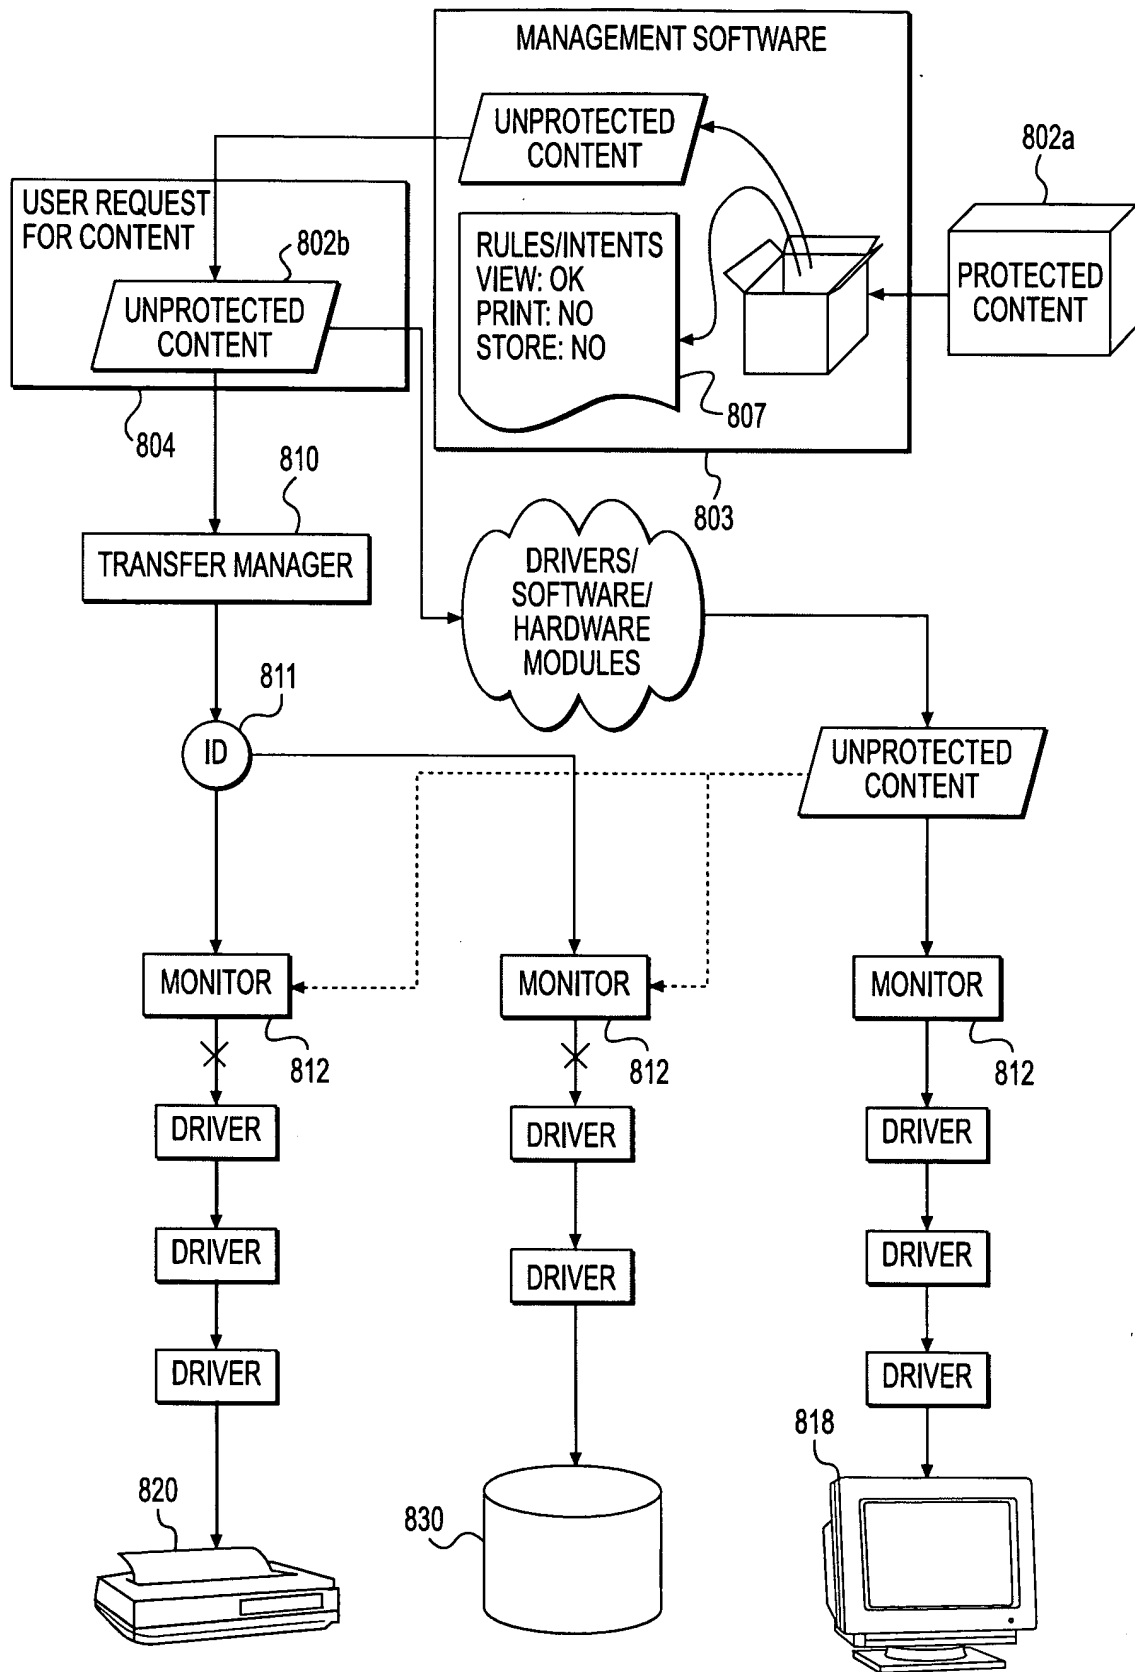 MANAGEMENT SOFTWARE
UNPROTECTED
CONTENT
802a
USER REQUEST
FOR CONTENT
802b
RULES/INTENTS
VIEW: OK
PRINT: NO
STORE: NO
PROTECTED
CONTENT
UNPROTECTED
CONTENT
807
804
810
803
TRANSFER MANAGER
DRIVERS/
SOFTWARE/
HARDWARE
MODULES
811
ID
UNPROTECTED
CONTENT
MONITOR
MONITOR
MONITOR
812
812
812
DRIVER
DRIVER
DRIVER
DRIVER
DRIVER
DRIVER
DRIVER
DRIVER
818
820
830